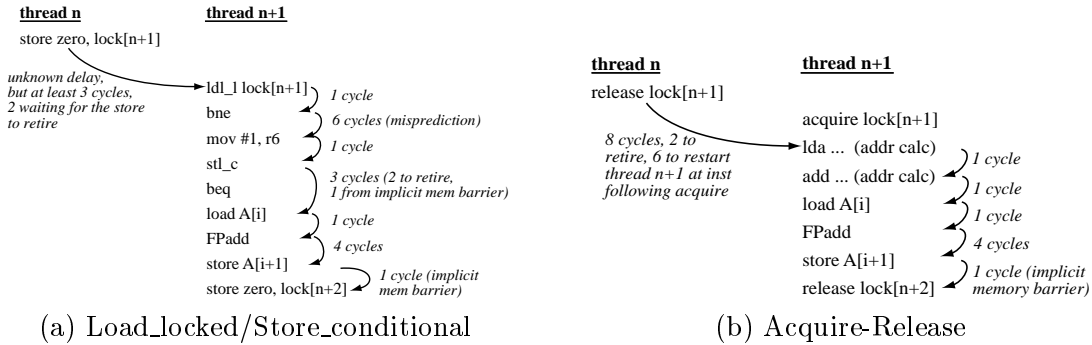 thread n
thread n+1
store zero, lock[n+1]
unknown delay,
but at least 3 cycles,
2 waiting for the store
to retire
ldl_l lock[n+1]
1 cycle
bne
6 cycles (misprediction)
mov #1, r6
1 cycle
stl_c
3 cycles (2 to retire,
1 from implicit mem barrier)
beq
load A[i]
1 cycle
FPadd
4 cycles
store A[i+1]
1 cycle (implicit
mem barrier)
store zero, lock[n+2]
(a) Load_locked/Store_conditional
thread n
thread n+1
release lock[n+1]
acquire lock[n+1]
8 cycles, 2 to
retire, 6 to restart
thread n+1 at inst
following acquire
lda ... (addr calc)
1 cycle
add ... (addr calc)
1 cycle
load A[i]
1 cycle
FPadd
4 cycles
store A[i+1]
1 cycle (implicit
memory barrier)
release lock[n+2]
(b) Acquire-Release